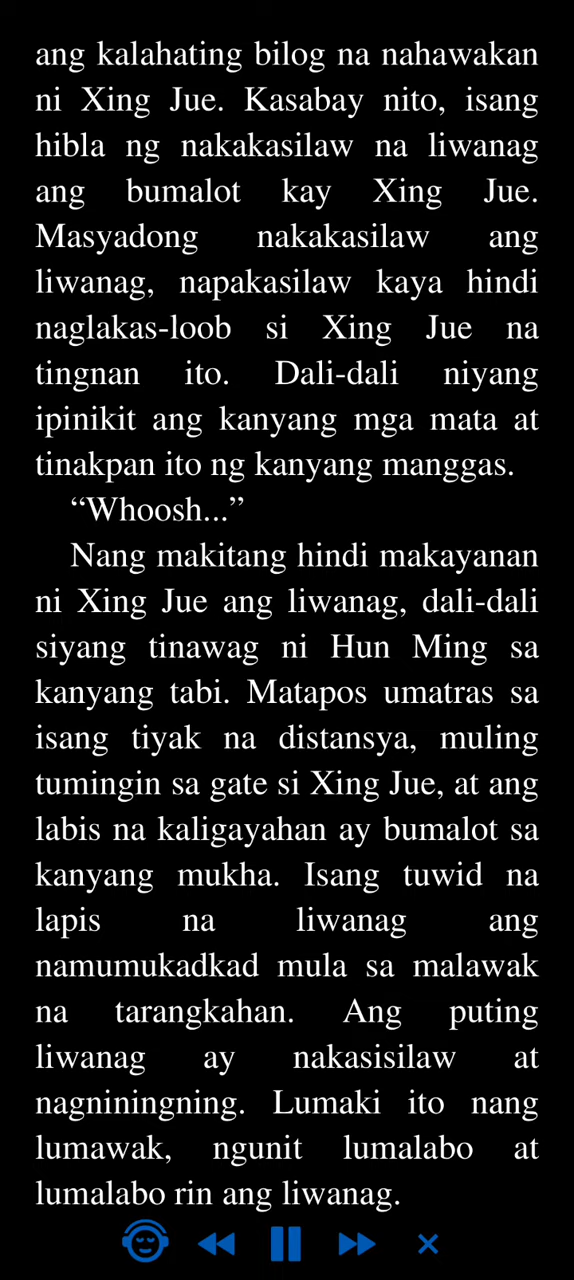 ang kalahating bilog na nahawakan
ni Xing Jue. Kasabay nito, isang
hibla ng nakakasilaw na liwanag
ang bumalot kay Xing Jue.
Masyadong nakakasilaw ang
liwanag, napakasilaw kaya hindi
naglakas-loob si Xing Jue na
tingnan ito. Dali-dali niyang
ipinikit ang kanyang mga mata at
tinakpan ito ng kanyang manggas.
“Whoosh...”
Nang makitang hindi makayanan
ni Xing Jue ang liwanag, dali-dali
siyang tinawag ni Hun Ming sa
kanyang tabi. Matapos umatras sa
isang tiyak na distansya, muling
tumingin sa gate si Xing Jue, at ang
labis na kaligayahan ay bumalot sa
kanyang mukha. Isang tuwid na
lapis na liwanag ang
namumukadkad mula sa malawak
na tarangkahan. Ang puting
liwanag ay nakasisilaw at
nagniningning. Lumaki ito nang
lumawak, ngunit lumalabo at
lumalabo rin ang liwanag.